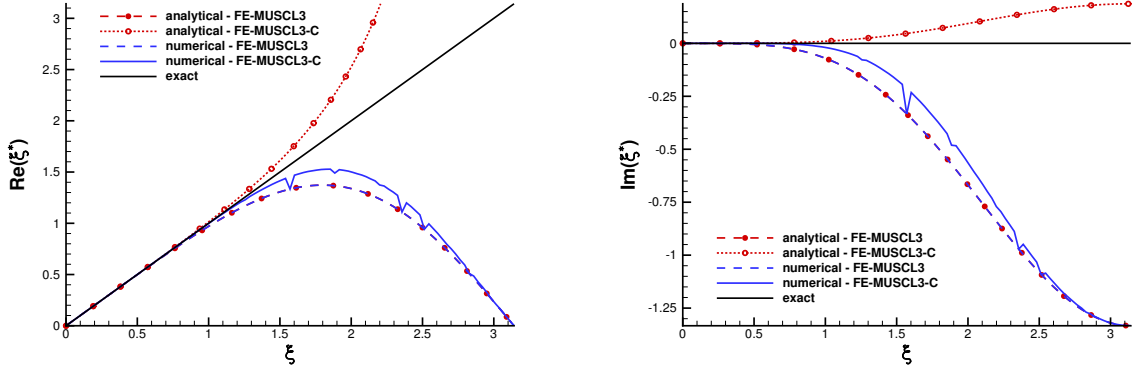 Re(ξ*)
3
2.5
2
1.5
1
0.5
0
analytical - FE-MUSCL3
analytical - FE-MUSCL3-C
numerical - FE-MUSCL3
numerical - FE-MUSCL3-C
exact
0 0.5 1 1.5 2 2.5 3
ξ
Im(ξ*)
0
-0.25
-0.5
-0.75
-1
-1.25
analytical - FE-MUSCL3
analytical - FE-MUSCL3-C
numerical - FE-MUSCL3
numerical - FE-MUSCL3-C
exact
0 0.5 1 1.5 2 2.5 3
ξ